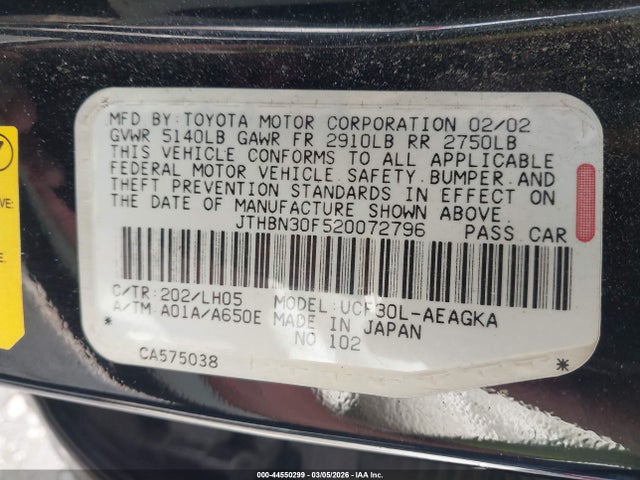 MFD BY: TOYOTA MOTOR CORPORATION 02/02
GVWR 5140LB GAWR FR 2910LB RR 2750LB
THIS VEHICLE CONFORMS TO ALL APPLICABLE
FEDERAL MOTOR VEHICLE SAFETY, BUMPER, AND
THEFT PREVENTION STANDARDS IN EFFECT ON
THE DATE OF MANUFACTURE SHOWN ABOVE.
JTHBN30F520072796 PASS CAR
C/TR: 202/LH05 MODEL: UCF30L-AEAGKA
A/TM A01A/A650E MADE IN JAPAN
NO 102
CA575038
000-44550299 - 03/05/2026 - IAA Inc.